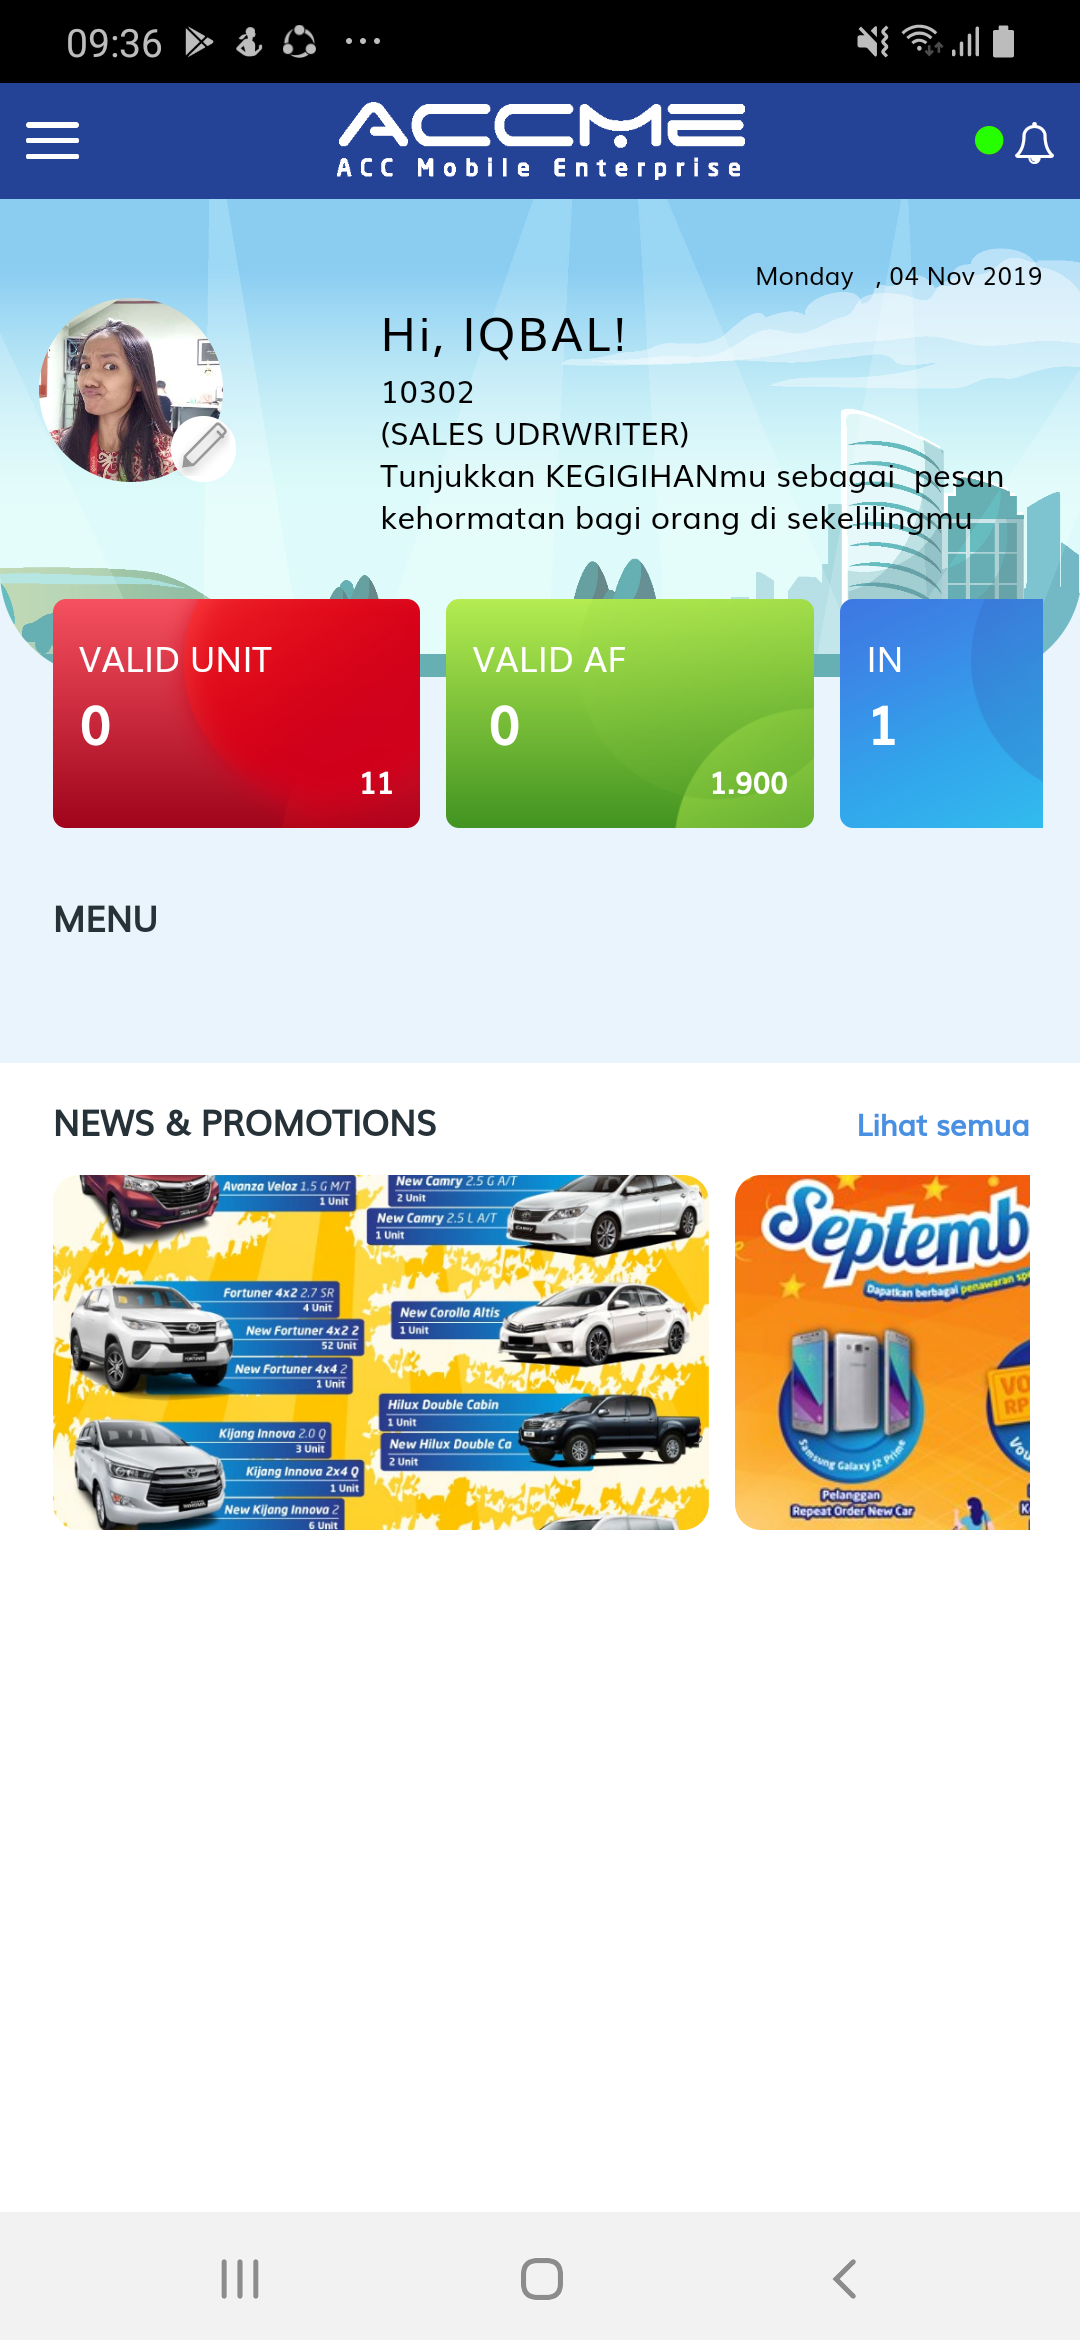 09:36
ACCME
ACC Mobile Enterprise
Monday , 04 Nov 2019
Hi, IQBAL!
10302
(SALES UDRWRITER)
Tunjukkan KEGIGIHANmu sebagai pesan
kehormatan bagi orang di sekelilingmu
VALID UNIT
0
11
VALID AF
0
1.900
IN
1
MENU
NEWS & PROMOTIONS
Lihat semua
Avanza Veloz 1.5 G M/T
1 Unit
New Camry 2.5 G A/T
2 Unit
New Camry 2.5 L A/T
1 Unit
Fortuner 4x2 2.7 SR
4 Unit
New Fortuner 4x2 2
52 Unit
New Fortuner 4x4 2
1 Unit
New Corolla Altis
1 Unit
Hilux Double Cabin
1 Unit
New Hilux Double Ca
2 Unit
Kijang Innova 2.0 Q
3 Unit
Kijang Innova 2x4 Q
1 Unit
New Kijang Innova 2
6 Unit
Septemb
Dapatkan berbagai penawaran sp
Samsung Galaxy J2 Prime
Pelanggan
Repeat Order New Car
VO
RP
Vou
K